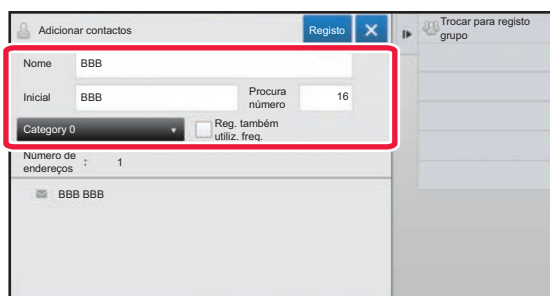 Adicionar contactos
Registo
Trocar para registo
grupo
Nome
BBB
Inicial
BBB
Procura
número
16
Category 0
Reg. também
utiliz. freq.
Número de
endereços
:
1
BBB BBB